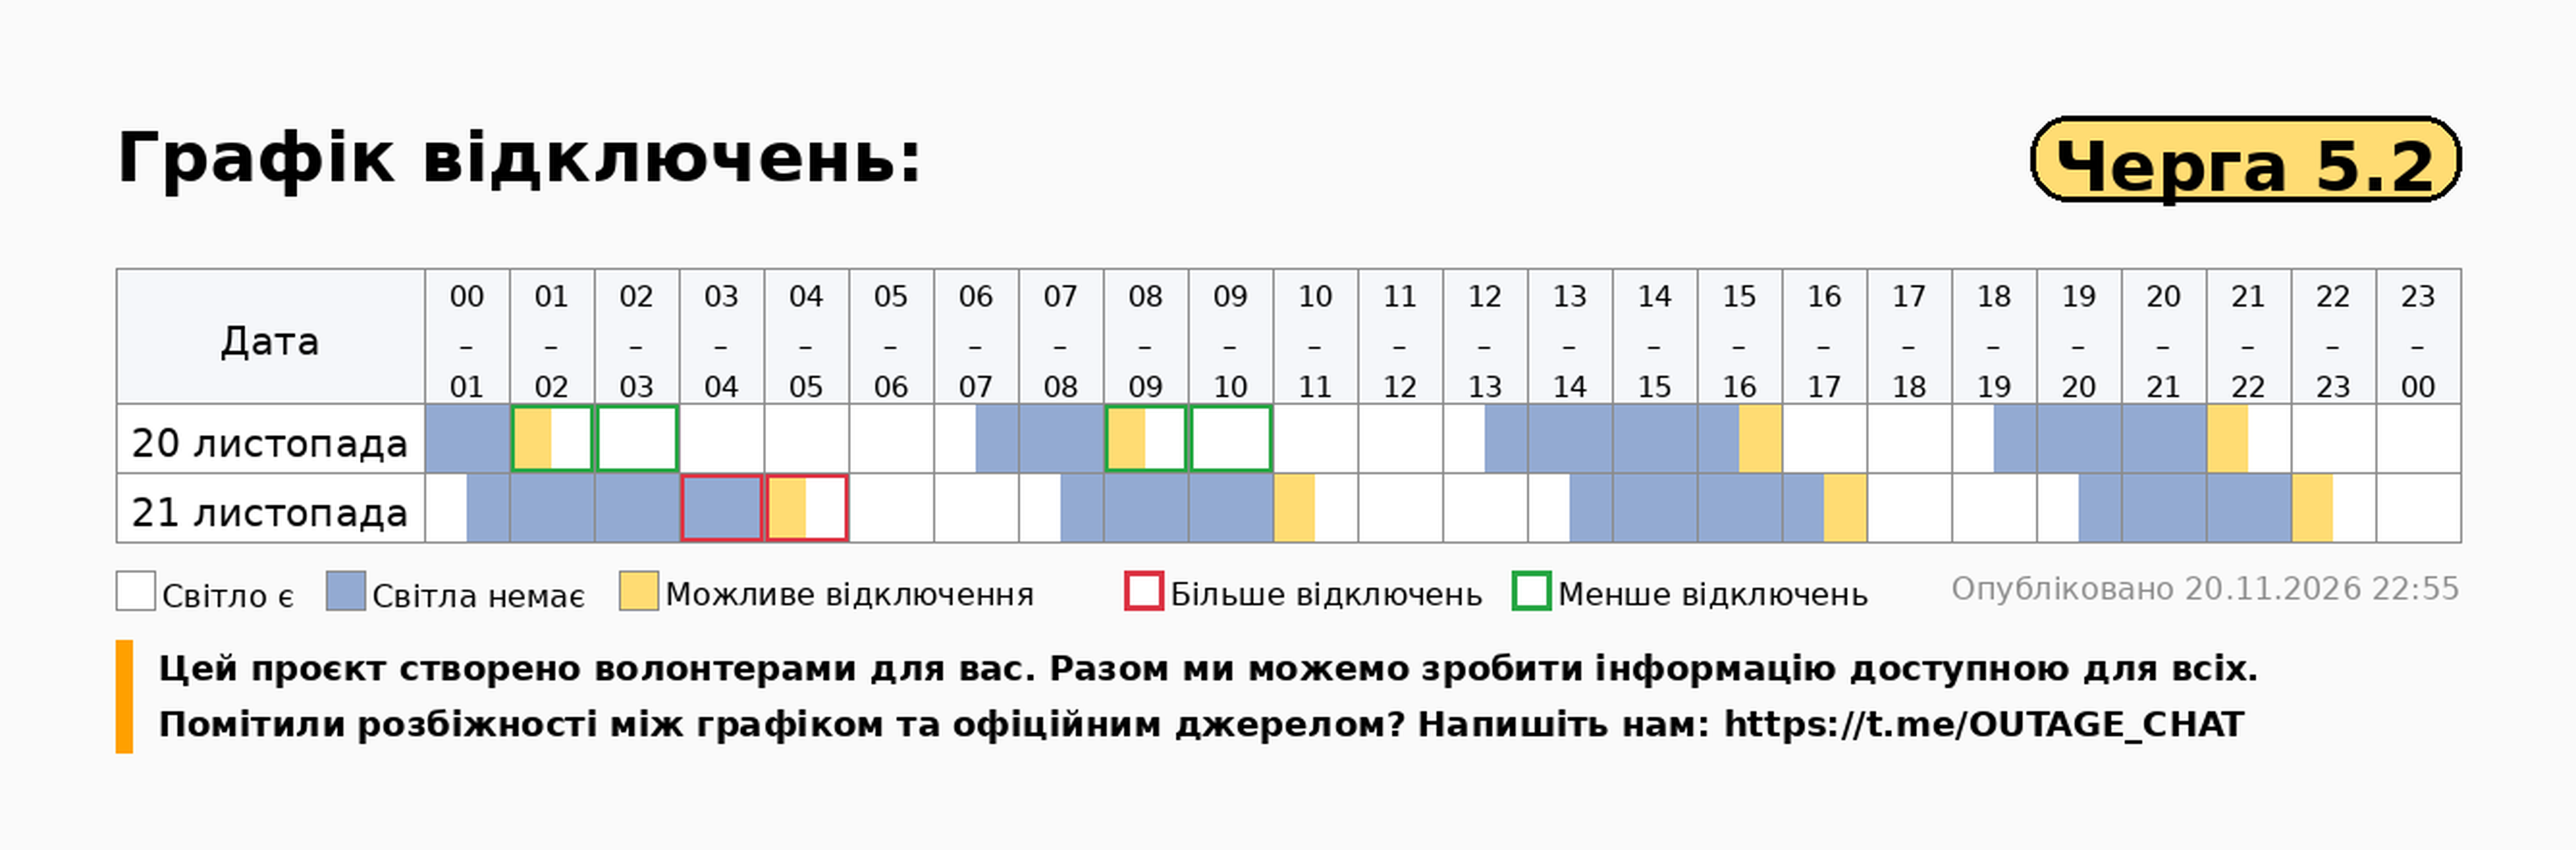 Графік відключень:
Черга 5.2
Дата
00 – 01
01 – 02
02 – 03
03 – 04
04 – 05
05 – 06
06 – 07
07 – 08
08 – 09
09 – 10
10 – 11
11 – 12
12 – 13
13 – 14
14 – 15
15 – 16
16 – 17
17 – 18
18 – 19
19 – 20
20 – 21
21 – 22
22 – 23
23 – 00
20 листопада
21 листопада
Світло є
Світла немає
Можливе відключення
Більше відключень
Менше відключень
Опубліковано 20.11.2026 22:55
Цей проєкт створено волонтерами для вас. Разом ми можемо зробити інформацію доступною для всіх.
Помітили розбіжності між графіком та офіційним джерелом? Напишіть нам: https://t.me/OUTAGE_CHAT